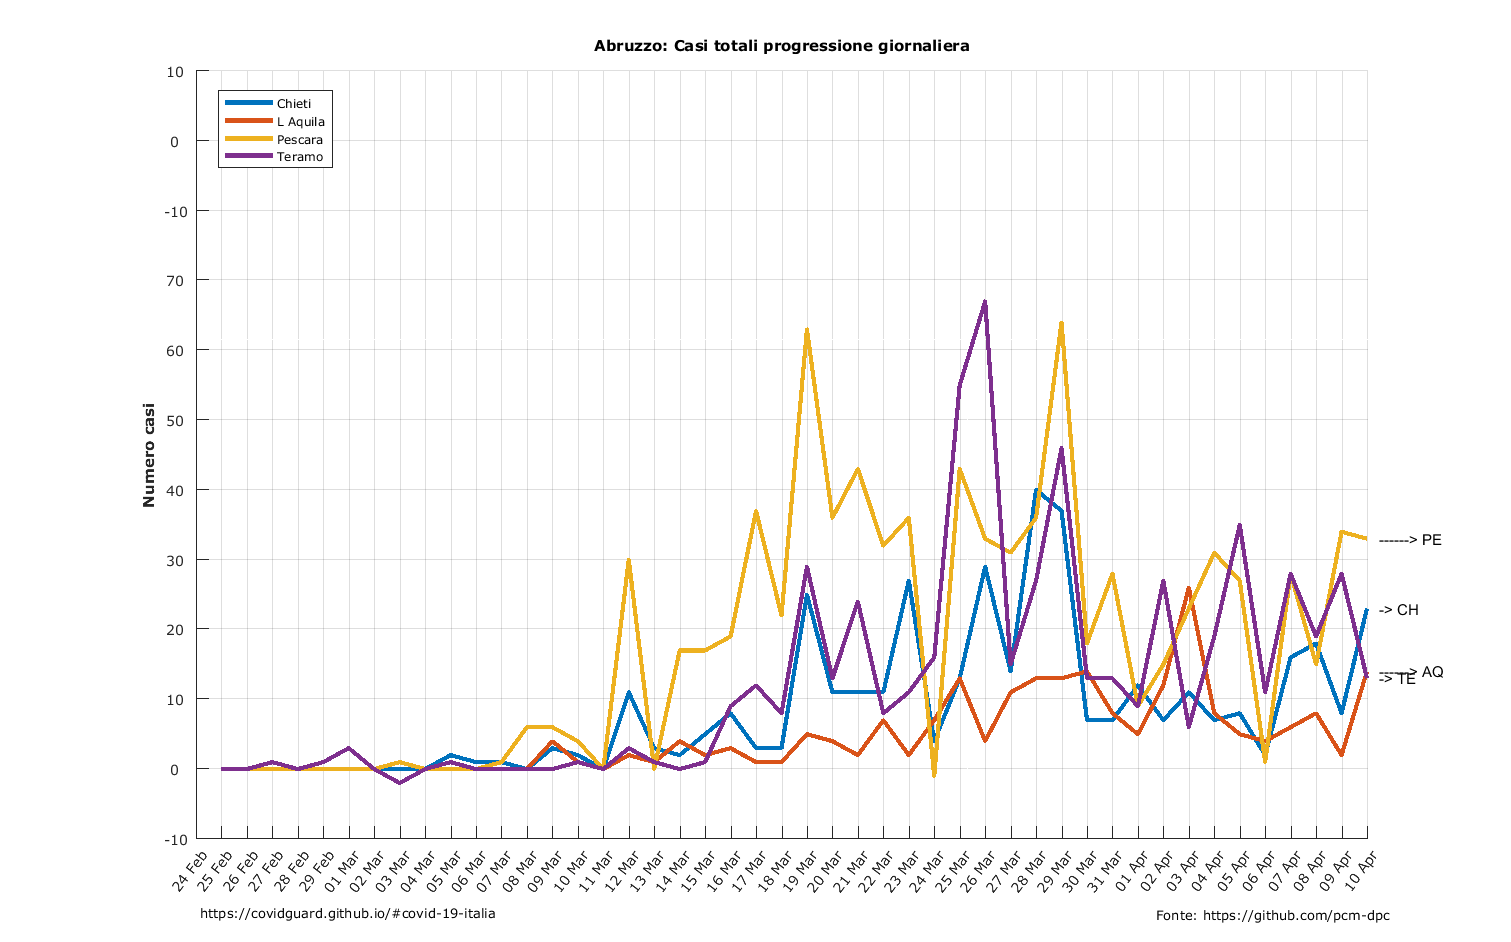 Abruzzo: Casi totali progressione giornaliera
10
0
-10
70
60
50
40
30
20
10
0
-10
Numero casi
Chieti
L Aquila
Pescara
Teramo
------> PE
-> CH
------> AQ
-> TE
24 Feb
25 Feb
26 Feb
27 Feb
28 Feb
29 Feb
01 Mar
02 Mar
03 Mar
04 Mar
05 Mar
06 Mar
07 Mar
08 Mar
09 Mar
10 Mar
11 Mar
12 Mar
13 Mar
14 Mar
15 Mar
16 Mar
17 Mar
18 Mar
19 Mar
20 Mar
21 Mar
22 Mar
23 Mar
24 Mar
25 Mar
26 Mar
27 Mar
28 Mar
29 Mar
30 Mar
31 Mar
01 Apr
02 Apr
03 Apr
04 Apr
05 Apr
06 Apr
07 Apr
08 Apr
09 Apr
10 Apr
https://covidguard.github.io/#covid-19-italia
Fonte: https://github.com/pcm-dpc